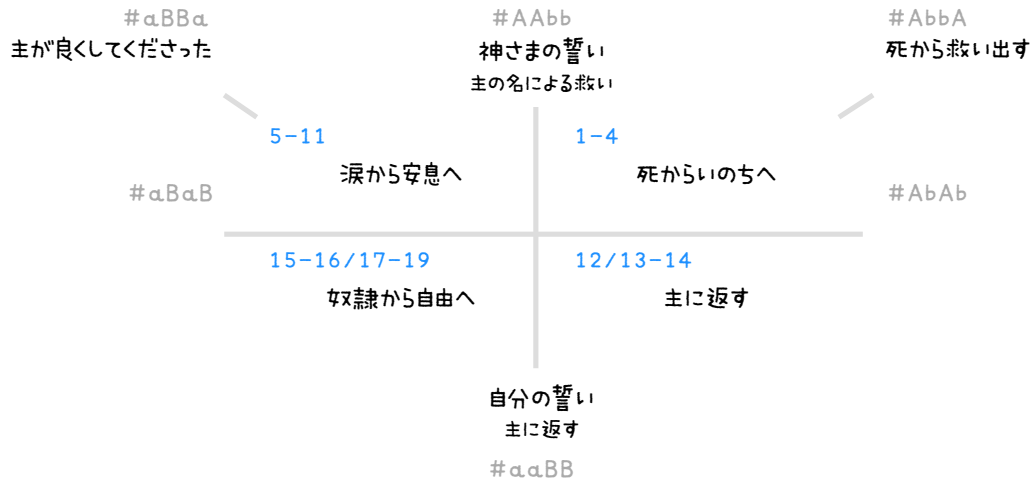 #aBBa
主が良くしてくださった
#AAbb
神さまの誓い
主の名による救い
#AbbA
死から救い出す
5-11
涙から安息へ
1-4
死からいのちへ
#aBaB
#AbAb
15-16/17-19
奴隷から自由へ
12/13-14
主に返す
自分の誓い
主に返す
#aaBB